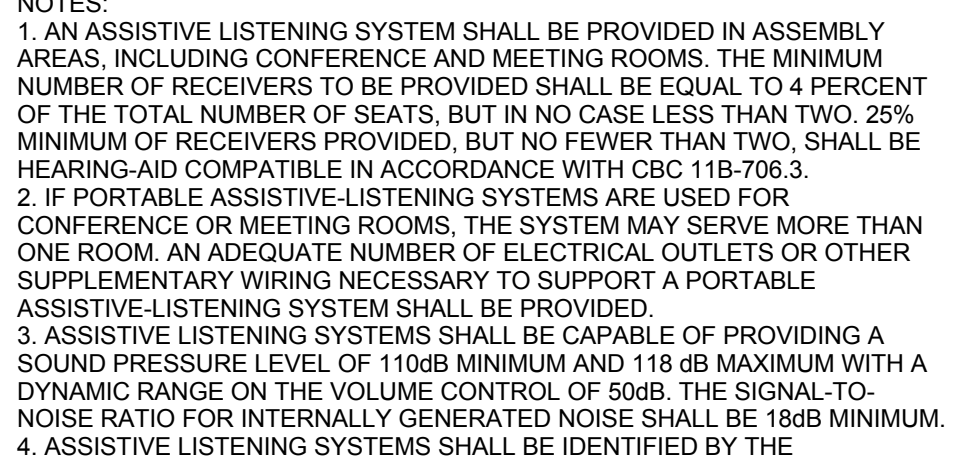 NOTES:
1. AN ASSISTIVE LISTENING SYSTEM SHALL BE PROVIDED IN ASSEMBLY
AREAS, INCLUDING CONFERENCE AND MEETING ROOMS. THE MINIMUM
NUMBER OF RECEIVERS TO BE PROVIDED SHALL BE EQUAL TO 4 PERCENT
OF THE TOTAL NUMBER OF SEATS, BUT IN NO CASE LESS THAN TWO. 25%
MINIMUM OF RECEIVERS PROVIDED, BUT NO FEWER THAN TWO, SHALL BE
HEARING-AID COMPATIBLE IN ACCORDANCE WITH CBC 11B-706.3.
2. IF PORTABLE ASSISTIVE-LISTENING SYSTEMS ARE USED FOR
CONFERENCE OR MEETING ROOMS, THE SYSTEM MAY SERVE MORE THAN
ONE ROOM. AN ADEQUATE NUMBER OF ELECTRICAL OUTLETS OR OTHER
SUPPLEMENTARY WIRING NECESSARY TO SUPPORT A PORTABLE
ASSISTIVE-LISTENING SYSTEM SHALL BE PROVIDED.
3. ASSISTIVE LISTENING SYSTEMS SHALL BE CAPABLE OF PROVIDING A
SOUND PRESSURE LEVEL OF 110dB MINIMUM AND 118 dB MAXIMUM WITH A
DYNAMIC RANGE ON THE VOLUME CONTROL OF 50dB. THE SIGNAL-TO-
NOISE RATIO FOR INTERNALLY GENERATED NOISE SHALL BE 18dB MINIMUM.
4. ASSISTIVE LISTENING SYSTEMS SHALL BE IDENTIFIED BY THE